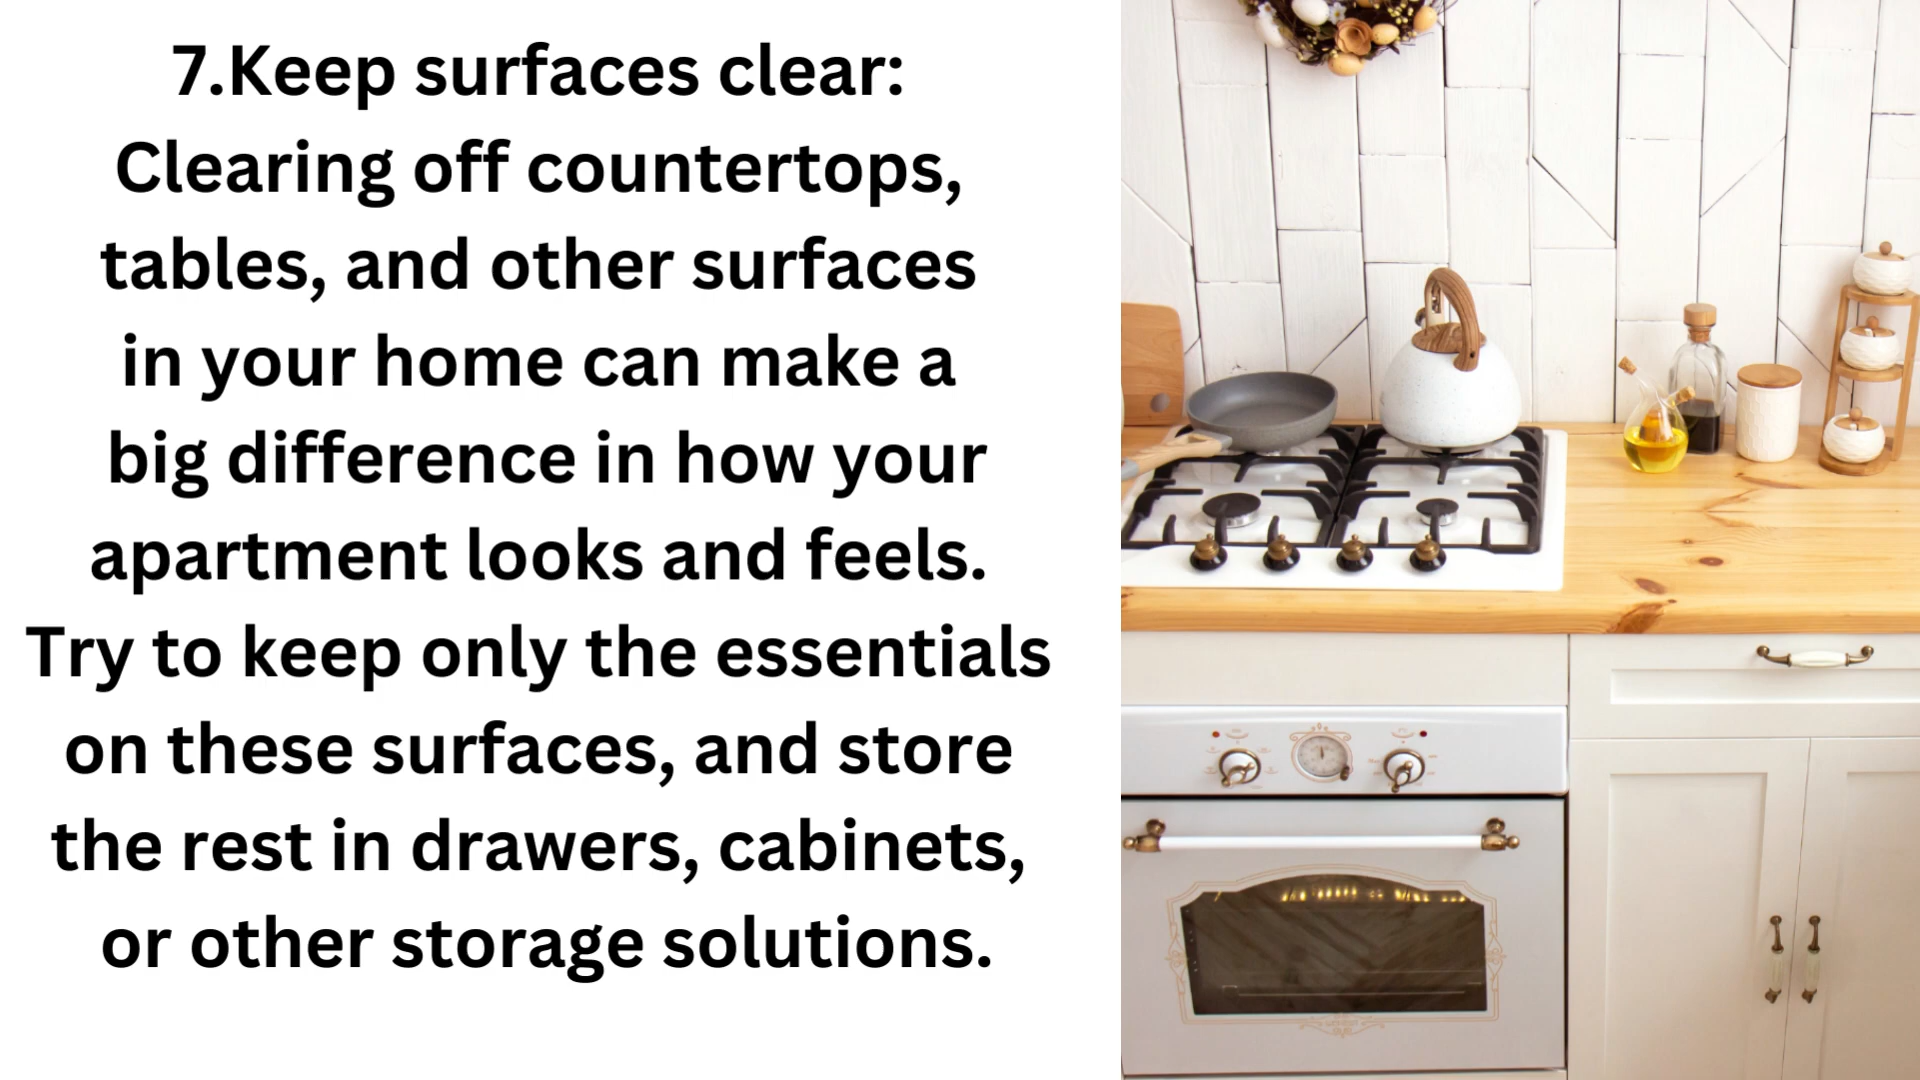 7.Keep surfaces clear:
Clearing off countertops,
tables, and other surfaces
in your home can make a
big difference in how your
apartment looks and feels.
Try to keep only the essentials
on these surfaces, and store
the rest in drawers, cabinets,
or other storage solutions.